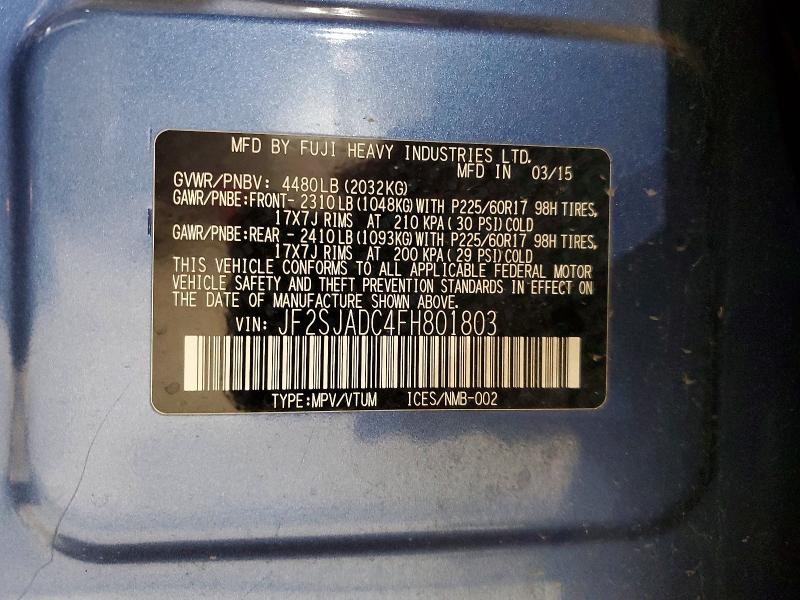 MFD BY FUJI HEAVY INDUSTRIES LTD.
MFD IN 03/15
GVWR/PNBV: 4480LB(2032KG)
GAWR/PNBE:FRONT- 2310LB(1048KG)WITH P225/60R17 98H TIRES,
17X7J RIMS AT 210 KPA( 30 PSI)COLD
GAWR/PNBE:REAR - 2410LB(1093KG)WITH P225/60R17 98H TIRES,
17X7J RIMS AT 200 KPA( 29 PSI)COLD
THIS VEHICLE CONFORMS TO ALL APPLICABLE FEDERAL MOTOR
VEHICLE SAFETY AND THEFT PREVENTION STANDARDS IN EFFECT ON
THE DATE OF MANUFACTURE SHOWN ABOVE.
VIN: JF2SJADC4FH801803
TYPE:MPV/VTUM ICES/NMB-002